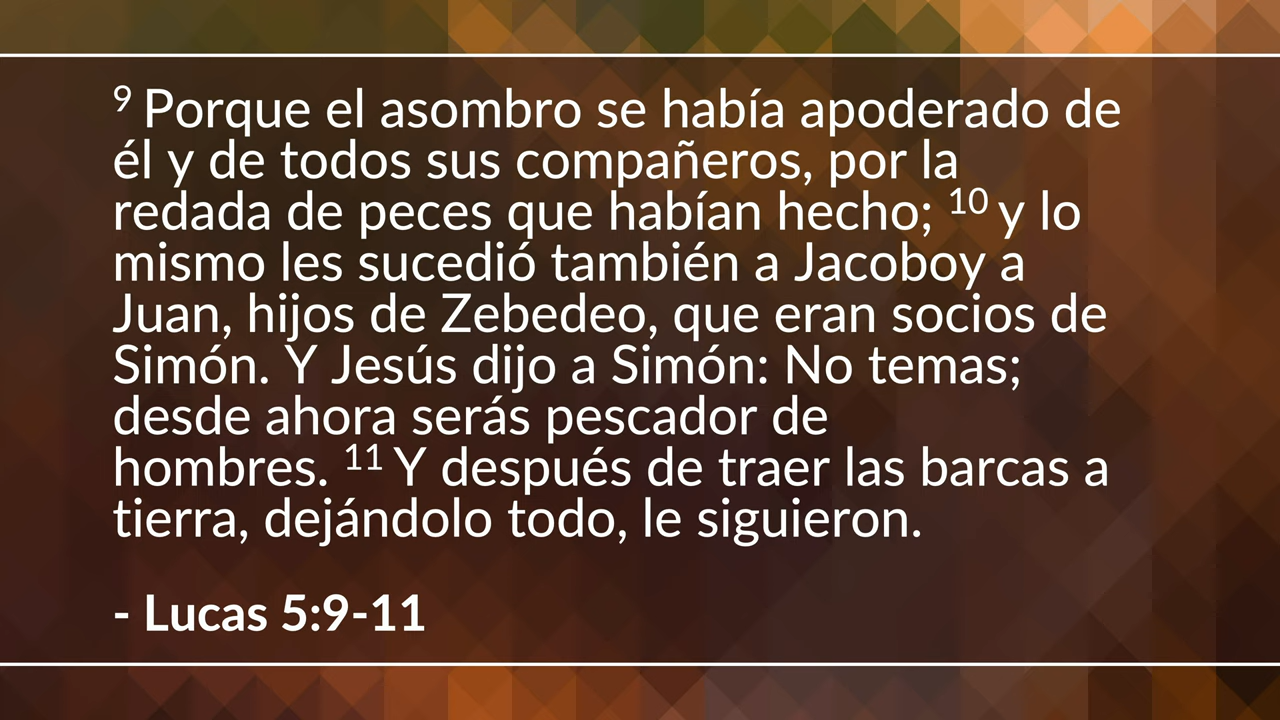 9 Porque el asombro se había apoderado de
él y de todos sus compañeros, por la
redada de peces que habían hecho; 10 y lo
mismo les sucedió también a Jacoboy a
Juan, hijos de Zebedeo, que eran socios de
Simón. Y Jesús dijo a Simón: No temas;
desde ahora serás pescador de
hombres. 11 Y después de traer las barcas a
tierra, dejándolo todo, le siguieron.
- Lucas 5:9-11